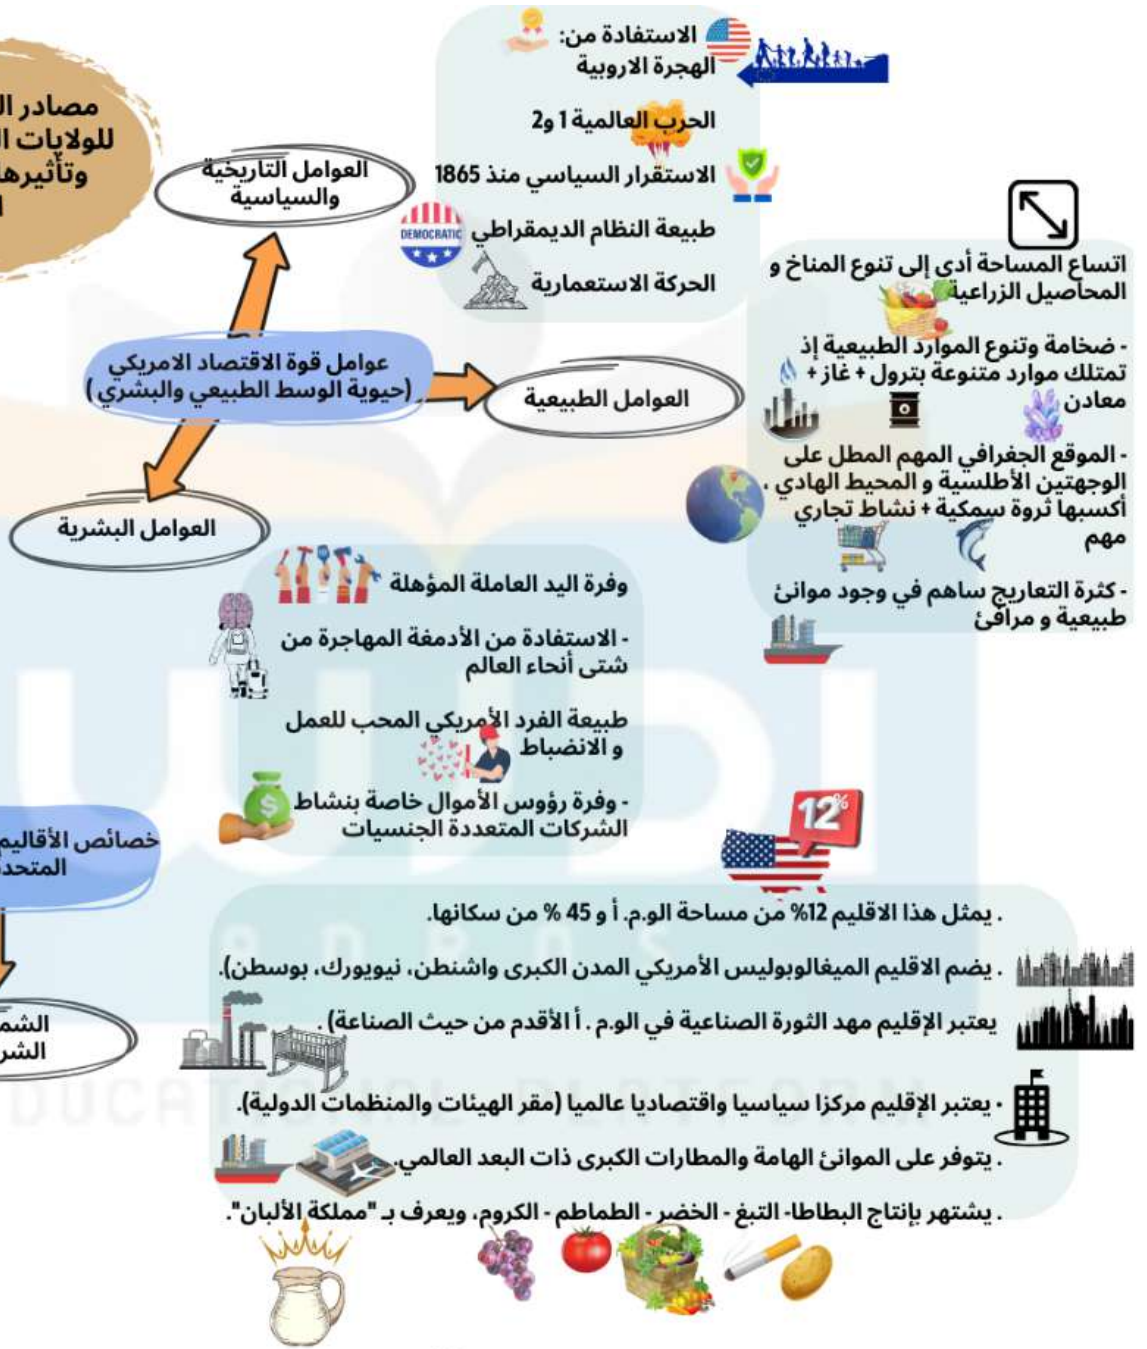 مصادر
للولايات
وتأثيرها
العوامل التاريخية
والسياسية
الاستفادة من:
الهجرة الاروبية
الحرب العالمية 1 و2
الاستقرار السياسي منذ 1865
طبيعة النظام الديمقراطي
DEMOCRATIC
الحركة الاستعمارية
عوامل قوة الاقتصاد الامريكي
(حيوية الوسط الطبيعي والبشري )
العوامل الطبيعية
اتساع المساحة أدى إلى تنوع المناخ و
المحاصيل الزراعية
- ضخامة وتنوع الموارد الطبيعية إذ
تمتلك موارد متنوعة بترول + غاز +
معادن
- الموقع الجغرافي المهم المطل على
الوجهتين الأطلسية و المحيط الهادي ،
أكسبها ثروة سمكية + نشاط تجاري
مهم
- كثرة التعاريج ساهم في وجود موانئ
طبيعية و مرافئ
العوامل البشرية
وفرة اليد العاملة المؤهلة
- الاستفادة من الأدمغة المهاجرة من
شتى أنحاء العالم
طبيعة الفرد الأمريكي المحب للعمل
و الانضباط
- وفرة رؤوس الأموال خاصة بنشاط
الشركات المتعددة الجنسيات
خصائص الأقاليم
12%
. يمثل هذا الاقليم 12% من مساحة الو.م. أ و 45 % من سكانها.
. يضم الاقليم الميغالوبوليس الأمريكي المدن الكبرى واشنطن، نيويورك، بوسطن).
يعتبر الإقليم مهد الثورة الصناعية في الو.م . أ الأقدم من حيث الصناعة) .
• يعتبر الإقليم مركزا سياسيا واقتصاديا عالميا (مقر الهيئات والمنظمات الدولية).
. يتوفر على الموانئ الهامة والمطارات الكبرى ذات البعد العالمي.
. يشتهر بإنتاج البطاطا- التبغ - الخضر - الطماطم - الكروم، ويعرف بـ "مملكة الألبان".